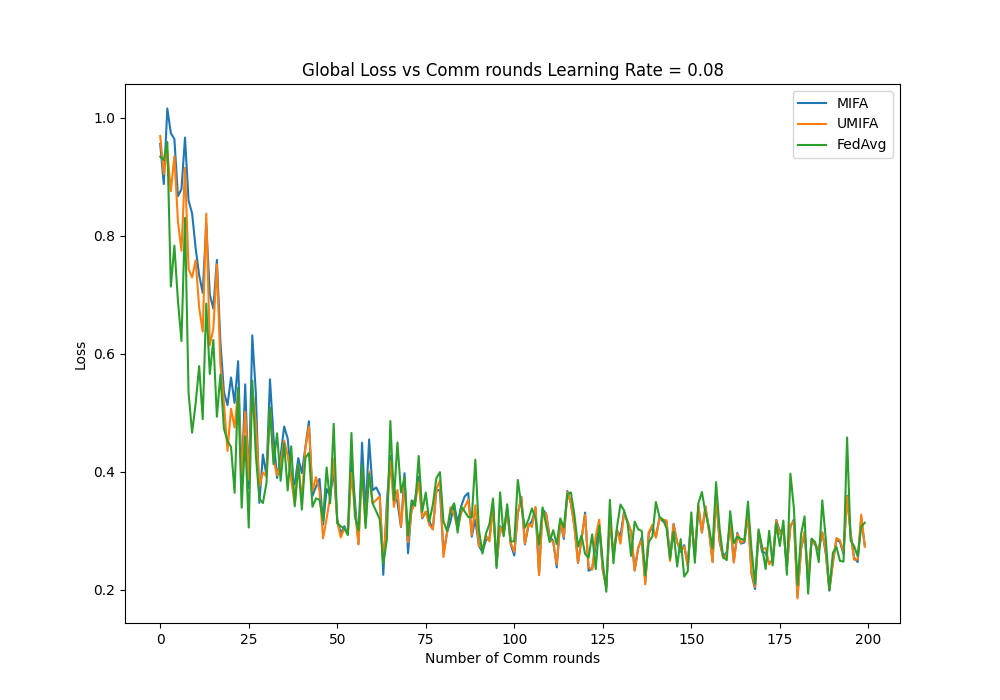 Global Loss vs Comm rounds Learning Rate = 0.08
MIFA
UMIFA
FedAvg
1.0
0.8
0.6
0.4
0.2
Loss
0 25 50 75 100 125 150 175 200
Number of Comm rounds